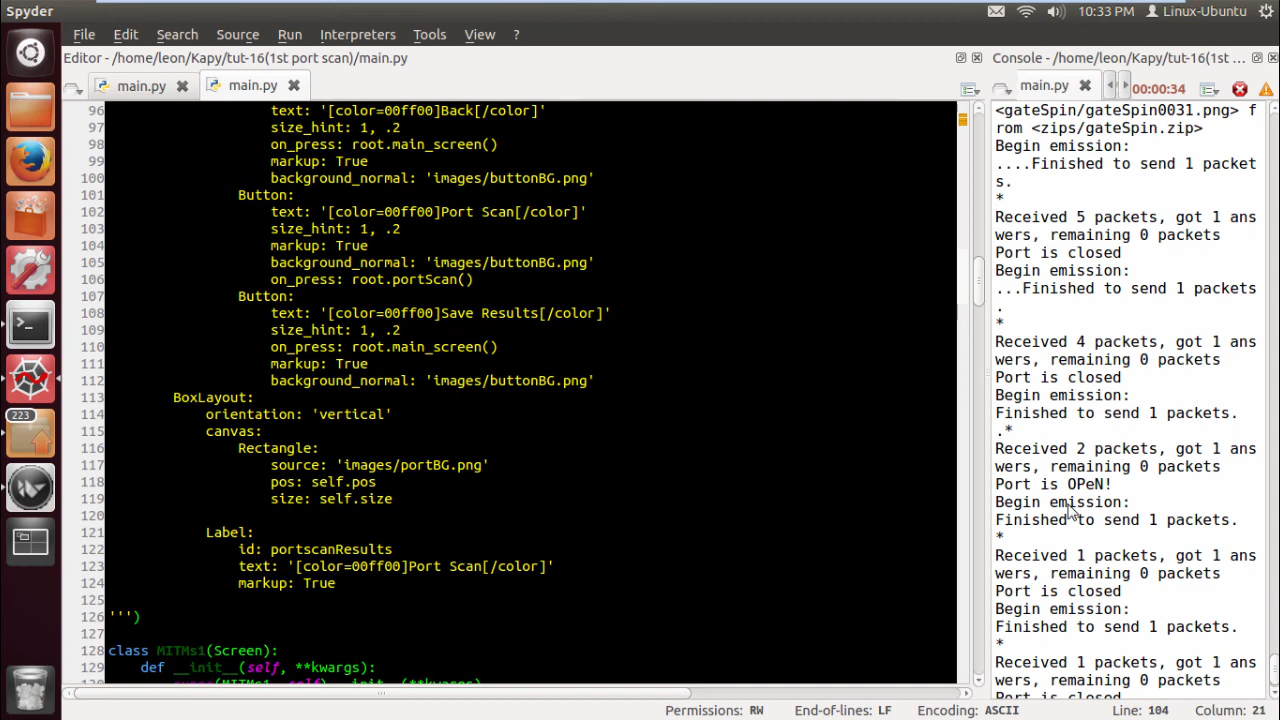 Spyder
10:33 PM
Linux-Ubuntu
File Edit Search Source Run Interpreters Tools View ?
Editor - /home/leon/Kapy/tut-16(1st port scan)/main.py
main.py
main.py
96 text: '[color=00ff00]Back[/color]'
97 size_hint: 1, .2
98 on_press: root.main_screen()
99 markup: True
100 background_normal: 'images/buttonBG.png'
101 Button:
102 text: '[color=00ff00]Port Scan[/color]'
103 size_hint: 1, .2
104 markup: True
105 background_normal: 'images/buttonBG.png'
106 on_press: root.portScan()
107 Button:
108 text: '[color=00ff00]Save Results[/color]'
109 size_hint: 1, .2
110 on_press: root.main_screen()
111 markup: True
112 background_normal: 'images/buttonBG.png'
113 BoxLayout:
114 orientation: 'vertical'
115 canvas:
116 Rectangle:
117 source: 'images/portBG.png'
118 pos: self.pos
119 size: self.size
120
121 Label:
122 id: portscanResults
123 text: '[color=00ff00]Port Scan[/color]'
124 markup: True
125
126 ''')
127
128 class MITMs1(Screen):
129 def __init__(self, **kwargs):
130 super(MITMs1, self).__init__(**kwargs)
Console - /home/leon/Kapy/tut-16(1st ...
main.py
00:00:34
<gateSpin/gateSpin0031.png> f
rom <zips/gateSpin.zip>
Begin emission:
....Finished to send 1 packet
s.
*
Received 5 packets, got 1 ans
wers, remaining 0 packets
Port is closed
Begin emission:
...Finished to send 1 packets
.
*
Received 4 packets, got 1 ans
wers, remaining 0 packets
Port is closed
Begin emission:
Finished to send 1 packets.
.*
Received 2 packets, got 1 ans
wers, remaining 0 packets
Port is OPeN!
Begin emission:
Finished to send 1 packets.
*
Received 1 packets, got 1 ans
wers, remaining 0 packets
Port is closed
Begin emission:
Finished to send 1 packets.
*
Received 1 packets, got 1 ans
wers, remaining 0 packets
Port is closed
223
Permissions: RW End-of-lines: LF Encoding: ASCII Line: 104 Column: 21